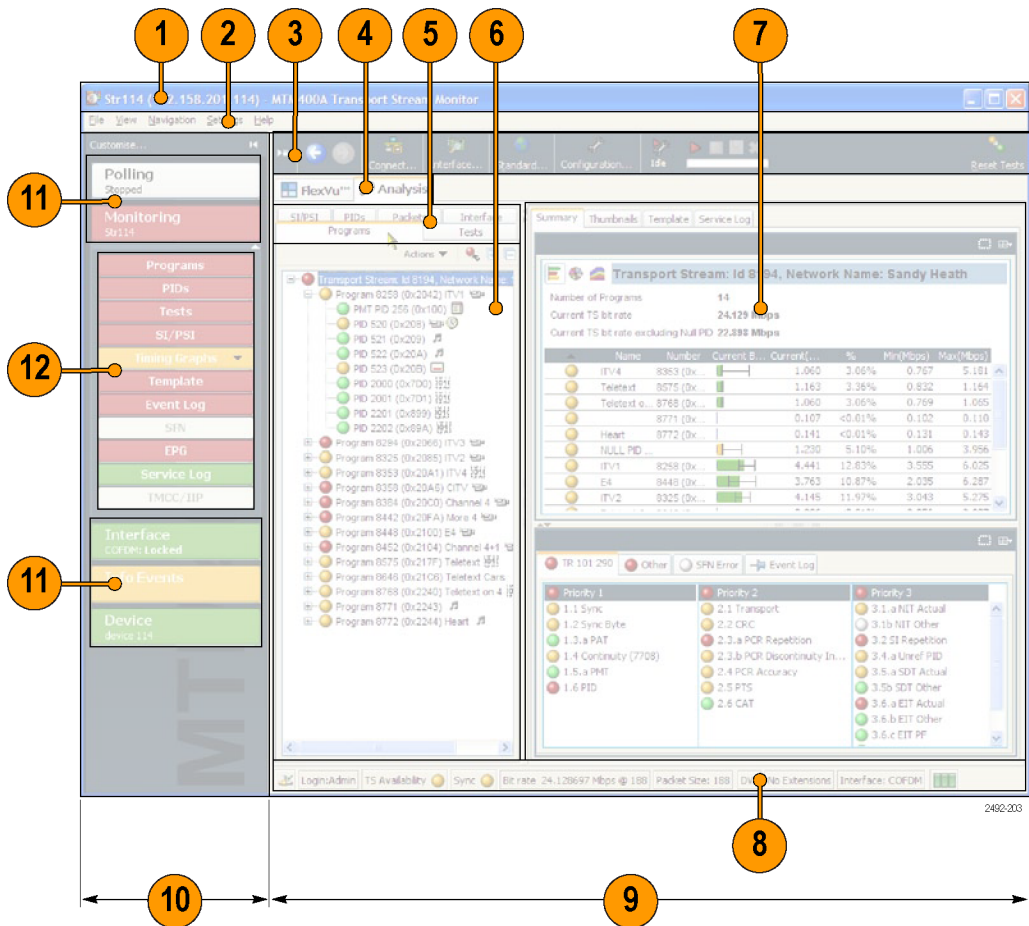 1 2 3 4 5 6 7
Str114 ( 2.158.201.114) - MTM400A Transport Stream Monitor
File View Navigation Settings Help
Customise...
Connect... Interface... Standard... Configuration... Idle Reset Tests
Polling
Stopped
11
Monitoring
Str114
FlexVu™ Analysis
SI/PSI PIDs Packets Interface
Programs Tests
Actions
Summary Thumbnails Template Service Log
Programs
PIDs
Tests
SI/PSI
Timing Graphs
12
Template
Event Log
SFN
EPG
Service Log
TMCC/IIP
Interface
COFDM: Locked
11
Info Events
Device
device 114
MT
Transport Stream: Id 8194, Network Name:
Program 8258 (0x2042) ITV1
PMT PID 256 (0x100)
PID 520 (0x208)
PID 521 (0x209)
PID 522 (0x20A)
PID 523 (0x20B)
PID 2000 (0x7D0)
PID 2001 (0x7D1)
PID 2201 (0x899)
PID 2202 (0x89A)
Program 8294 (0x2066) ITV3
Program 8325 (0x2085) ITV2
Program 8353 (0x20A1) ITV4
Program 8358 (0x20A6) CITV
Program 8384 (0x20C0) Channel 4
Program 8442 (0x20FA) More 4
Program 8448 (0x2100) E4
Program 8452 (0x2104) Channel 4+1
Program 8575 (0x217F) Teletext
Program 8646 (0x21C6) Teletext Cars
Program 8768 (0x2240) Teletext on 4
Program 8771 (0x2243)
Program 8772 (0x2244) Heart
Transport Stream: Id 8194, Network Name: Sandy Heath
Number of Programs 14
Current TS bit rate 24.129 Mbps
Current TS bit rate excluding Null PID 22.898 Mbps
Name Number Current B... Current(... % Min(Mbps) Max(Mbps)
ITV4 8353 (0x... 1.060 3.06% 0.767 5.181
Teletext 8575 (0x... 1.163 3.36% 0.832 1.164
Teletext o... 8768 (0x... 1.060 3.06% 0.769 1.065
8771 (0x... 0.107 <0.01% 0.102 0.110
Heart 8772 (0x... 0.141 <0.01% 0.131 0.143
NULL PID ... 1.230 5.10% 1.006 3.956
ITV1 8258 (0x... 4.441 12.83% 3.555 6.025
E4 8448 (0x... 3.763 10.87% 2.035 6.287
ITV2 8325 (0x... 4.145 11.97% 3.043 5.275
TR 101 290 Other SFN Error Event Log
Priority 1
1.1 Sync
1.2 Sync Byte
1.3.a PAT
1.4 Continuity (7708)
1.5.a PMT
1.6 PID
Priority 2
2.1 Transport
2.2 CRC
2.3.a PCR Repetition
2.3.b PCR Discontinuity In...
2.4 PCR Accuracy
2.5 PTS
2.6 CAT
Priority 3
3.1.a NIT Actual
3.1b NIT Other
3.2 SI Repetition
3.4.a Unref PID
3.5.a SDT Actual
3.5b SDT Other
3.6.a EIT Actual
3.6.b EIT Other
3.6.c EIT PF
Login:Admin TS Availability Sync Bit rate 24.128697 Mbps @ 188 Packet Size: 188 No Extensions Interface: COFDM
2492-203
8
10 9